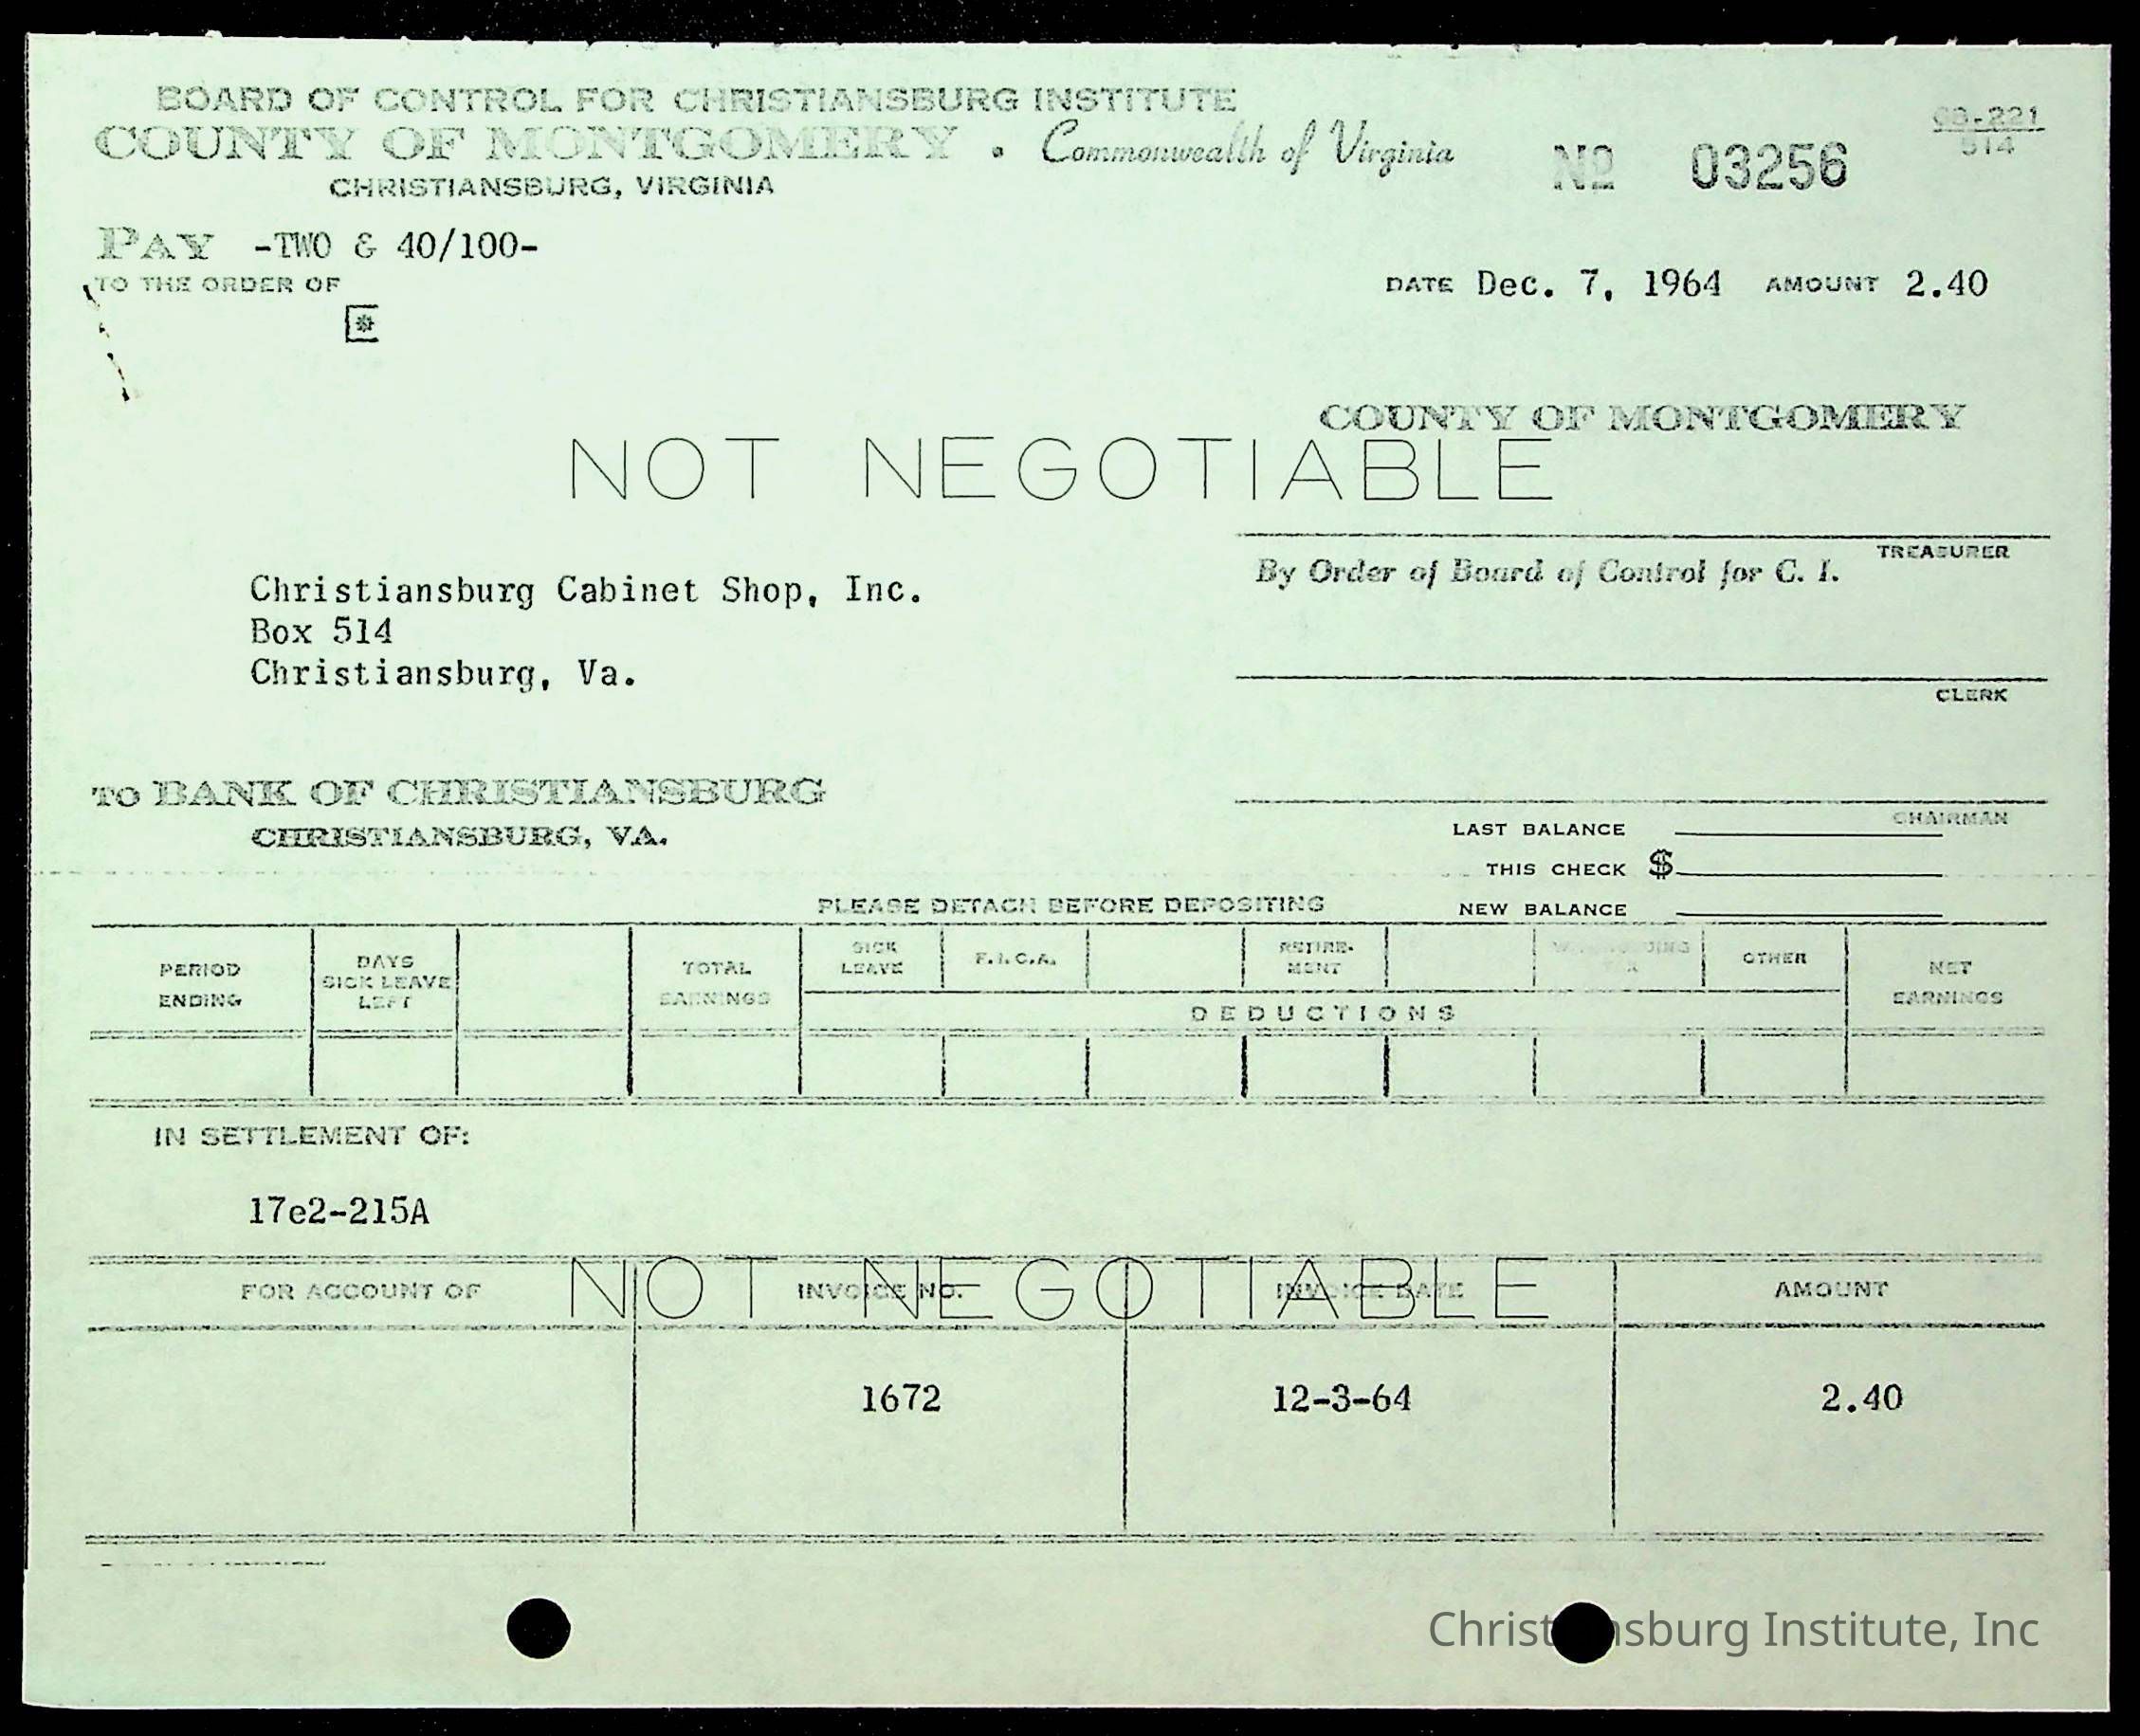 BOARD OF CONTROL FOR CHRISTIANSBURG INSTITUTE
COUNTY OF MONTGOMERY . Commonwealth of Virginia
CHRISTIANSBURG, VIRGINIA
No 03256
68-221
514
PAY -TWO & 40/100-
TO THE ORDER OF
DATE Dec. 7, 1964 AMOUNT 2.40
COUNTY OF MONTGOMERY
NOT NEGOTIABLE
TREASURER
By Order of Board of Control for C. I.
Christiansburg Cabinet Shop, Inc.
Box 514
Christiansburg, Va.
CLERK
TO BANK OF CHRISTIANSBURG
CHRISTIANSBURG, VA.
CHAIRMAN
LAST BALANCE
THIS CHECK $
NEW BALANCE
PLEASE DETACH BEFORE DEPOSITING
PERIOD ENDING
DAYS SICK LEAVE LEFT
TOTAL EARNINGS
SICK LEAVE
F.I.C.A.
RETIRE-MENT
OTHER
NET EARNINGS
DEDUCTIONS
IN SETTLEMENT OF:
17e2-215A
NOT NEGOTIABLE
FOR ACCOUNT OF INVOICE NO. INVOICE DATE AMOUNT
1672 12-3-64 2.40
Christiansburg Institute, Inc